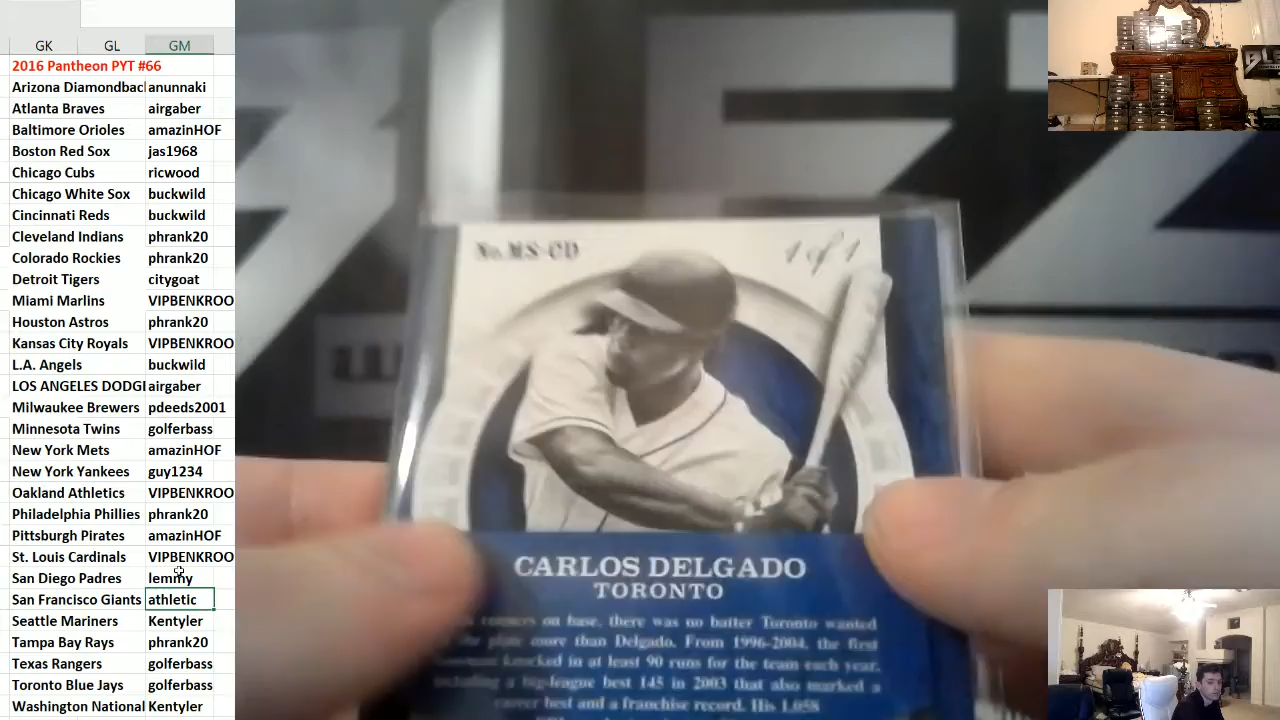 GK GL GM
2016 Pantheon PYT #66
Arizona Diamondbac anunnaki
Atlanta Braves airgaber
Baltimore Orioles amazinHOF
Boston Red Sox jas1968
Chicago Cubs ricwood
Chicago White Sox buckwild
Cincinnati Reds buckwild
Cleveland Indians phrank20
Colorado Rockies phrank20
Detroit Tigers citygoat
Miami Marlins VIPBENKROO
Houston Astros phrank20
Kansas City Royals VIPBENKROO
L.A. Angels buckwild
LOS ANGELES DODGI airgaber
Milwaukee Brewers pdeeds2001
Minnesota Twins golferbass
New York Mets amazinHOF
New York Yankees guy1234
Oakland Athletics VIPBENKROO
Philadelphia Phillies phrank20
Pittsburgh Pirates amazinHOF
St. Louis Cardinals VIPBENKROO
San Diego Padres lemmy
San Francisco Giants athletic
Seattle Mariners Kentyler
Tampa Bay Rays phrank20
Texas Rangers golferbass
Toronto Blue Jays golferbass
Washington National Kentyler
No. MS-CD 1 of 1
CARLOS DELGADO
TORONTO
corners on base, there was no batter Toronto wanted
the plate more than Delgado. From 1996-2004, the first
knocked in at least 90 runs for the team each year,
including a big-league best 145 in 2003 that also marked a
career best and a franchise record. His 1,058